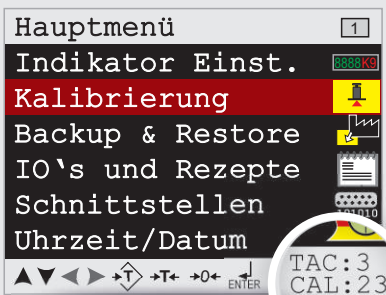 Hauptmenü 1
Indikator Einst. 8888K9
Kalibrierung
Backup & Restore
IO‘s und Rezepte
Schnittstellen 101010
Uhrzeit/Datum
T →T← →0← ENTER
TAC:3
CAL:23